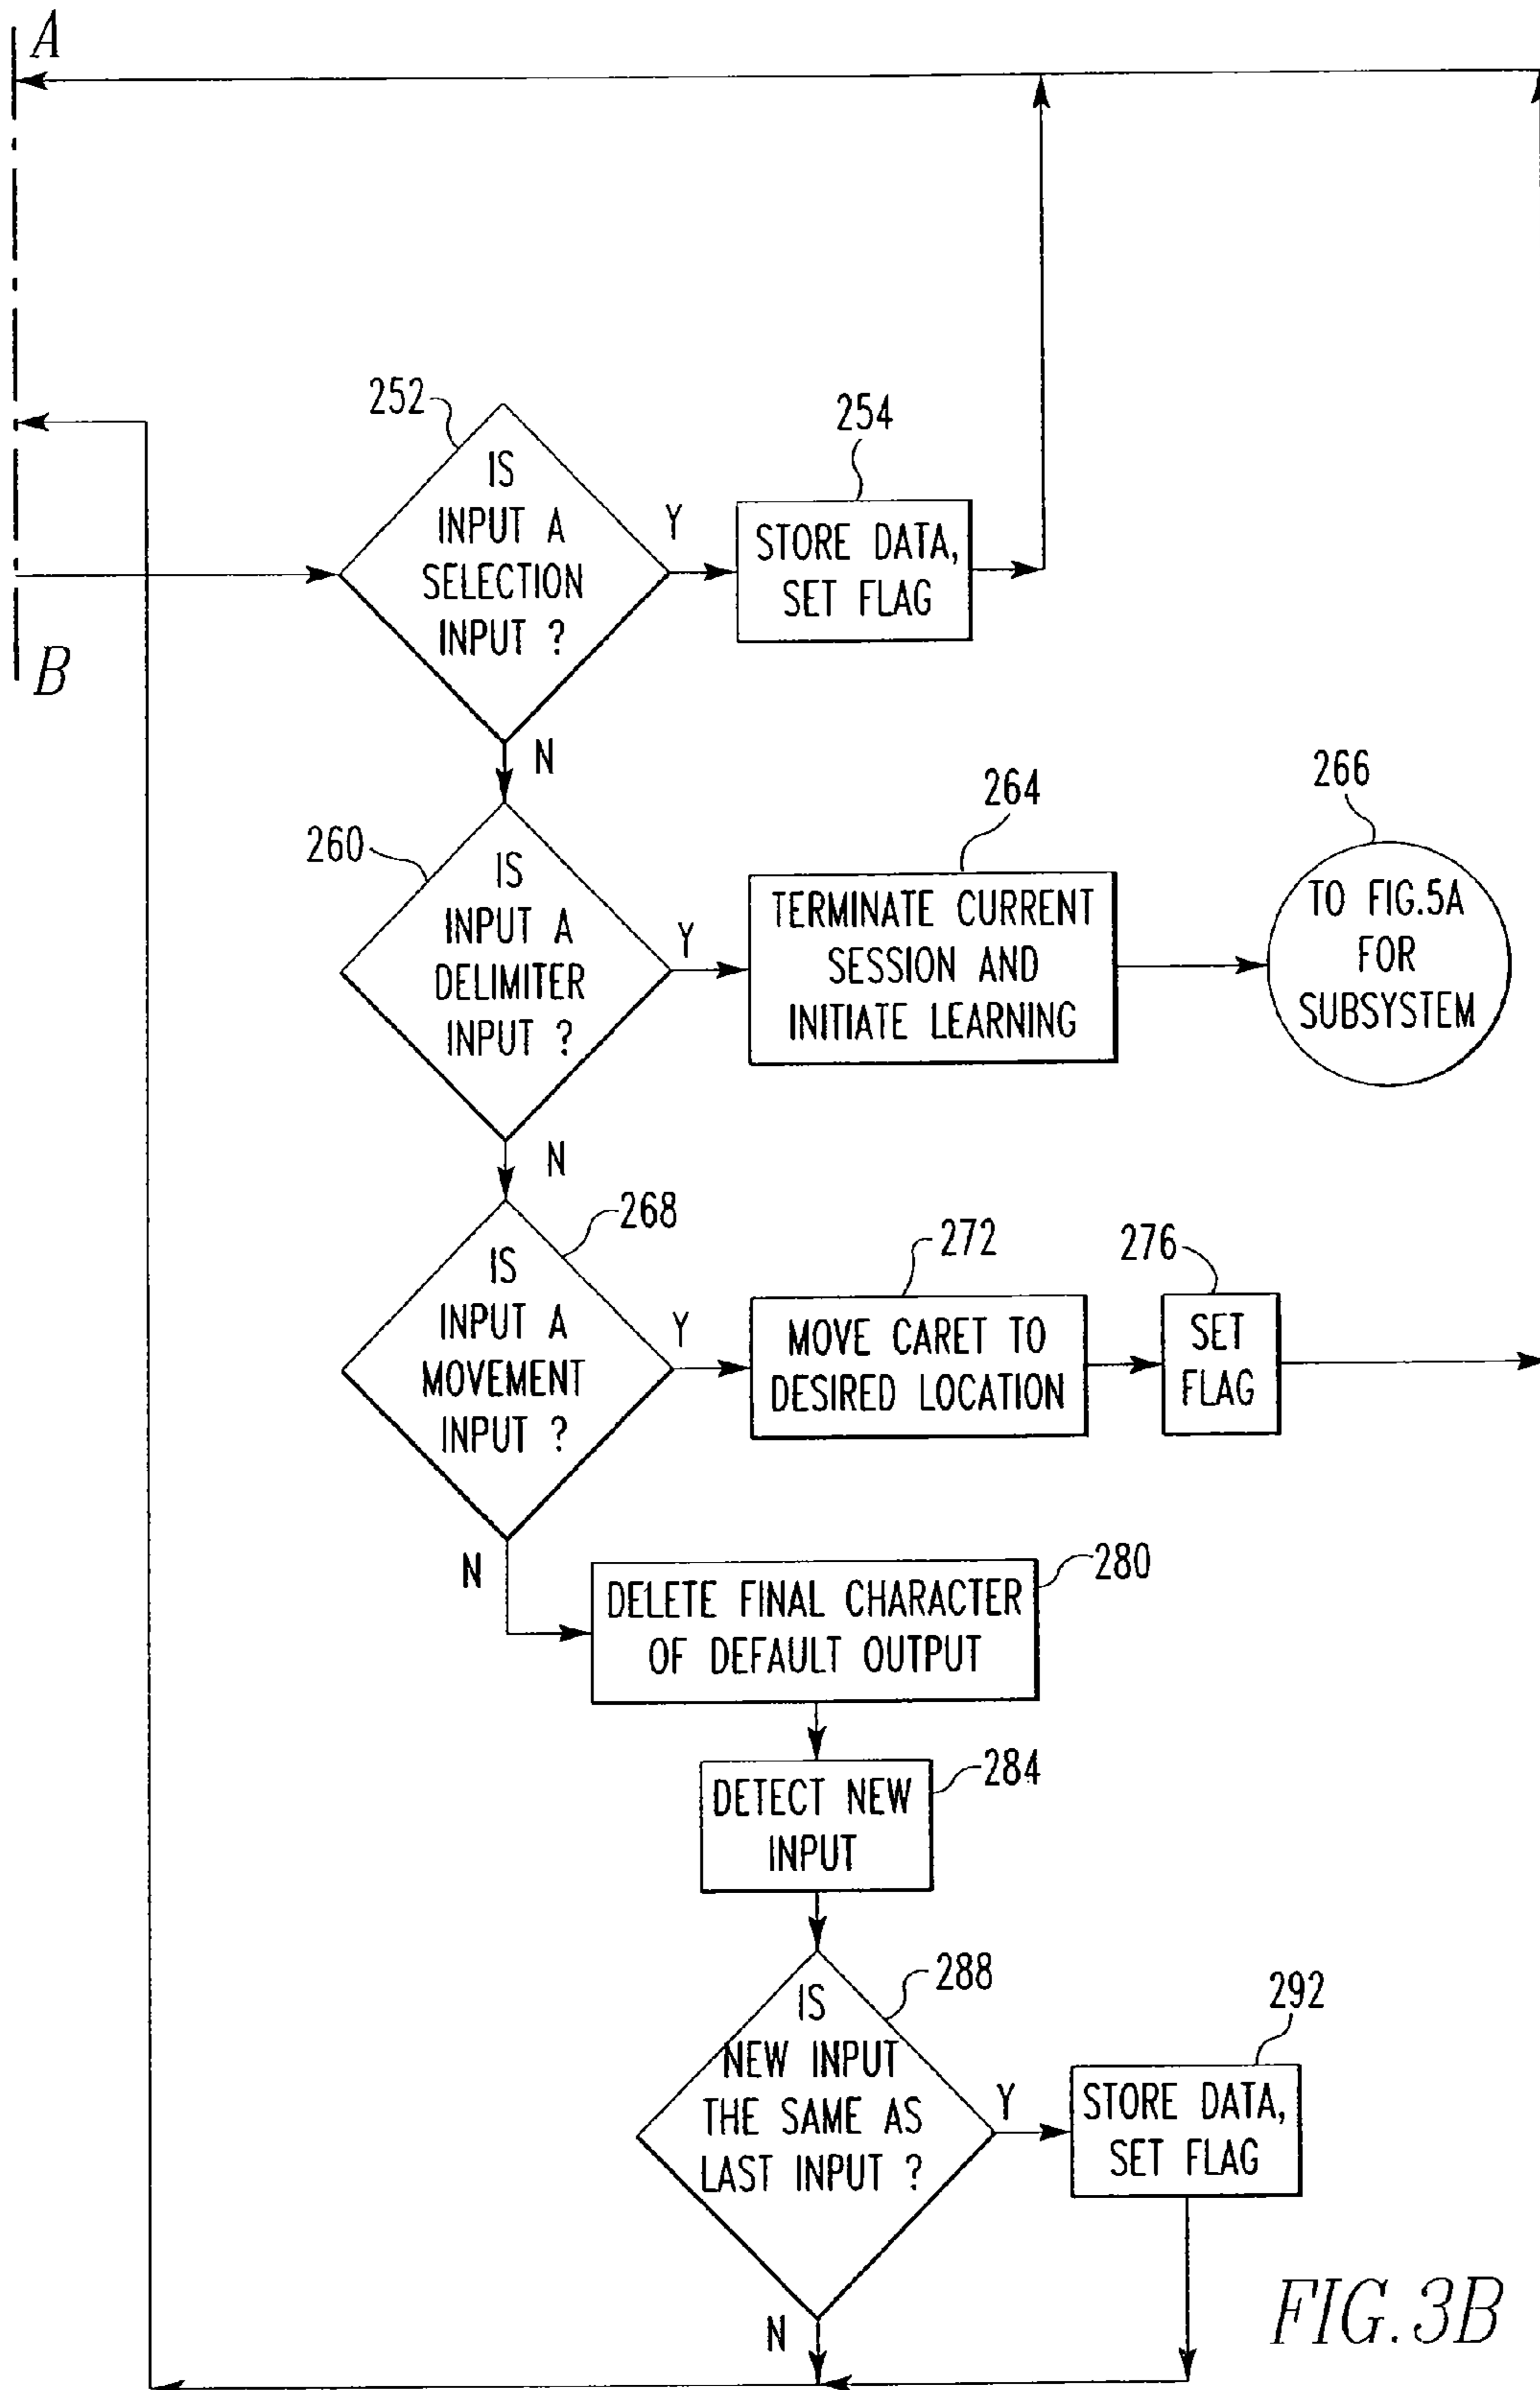 A
252
IS
INPUT A
SELECTION
INPUT ?
Y
254
STORE DATA,
SET FLAG
B
N
260
IS
INPUT A
DELIMITER
INPUT ?
Y
264
TERMINATE CURRENT
SESSION AND
INITIATE LEARNING
266
TO FIG.5A
FOR
SUBSYSTEM
N
268
IS
INPUT A
MOVEMENT
INPUT ?
Y
272
MOVE CARET TO
DESIRED LOCATION
276
SET
FLAG
N
280
DELETE FINAL CHARACTER
OF DEFAULT OUTPUT
284
DETECT NEW
INPUT
288
IS
NEW INPUT
THE SAME AS
LAST INPUT ?
Y
292
STORE DATA,
SET FLAG
N
FIG. 3B